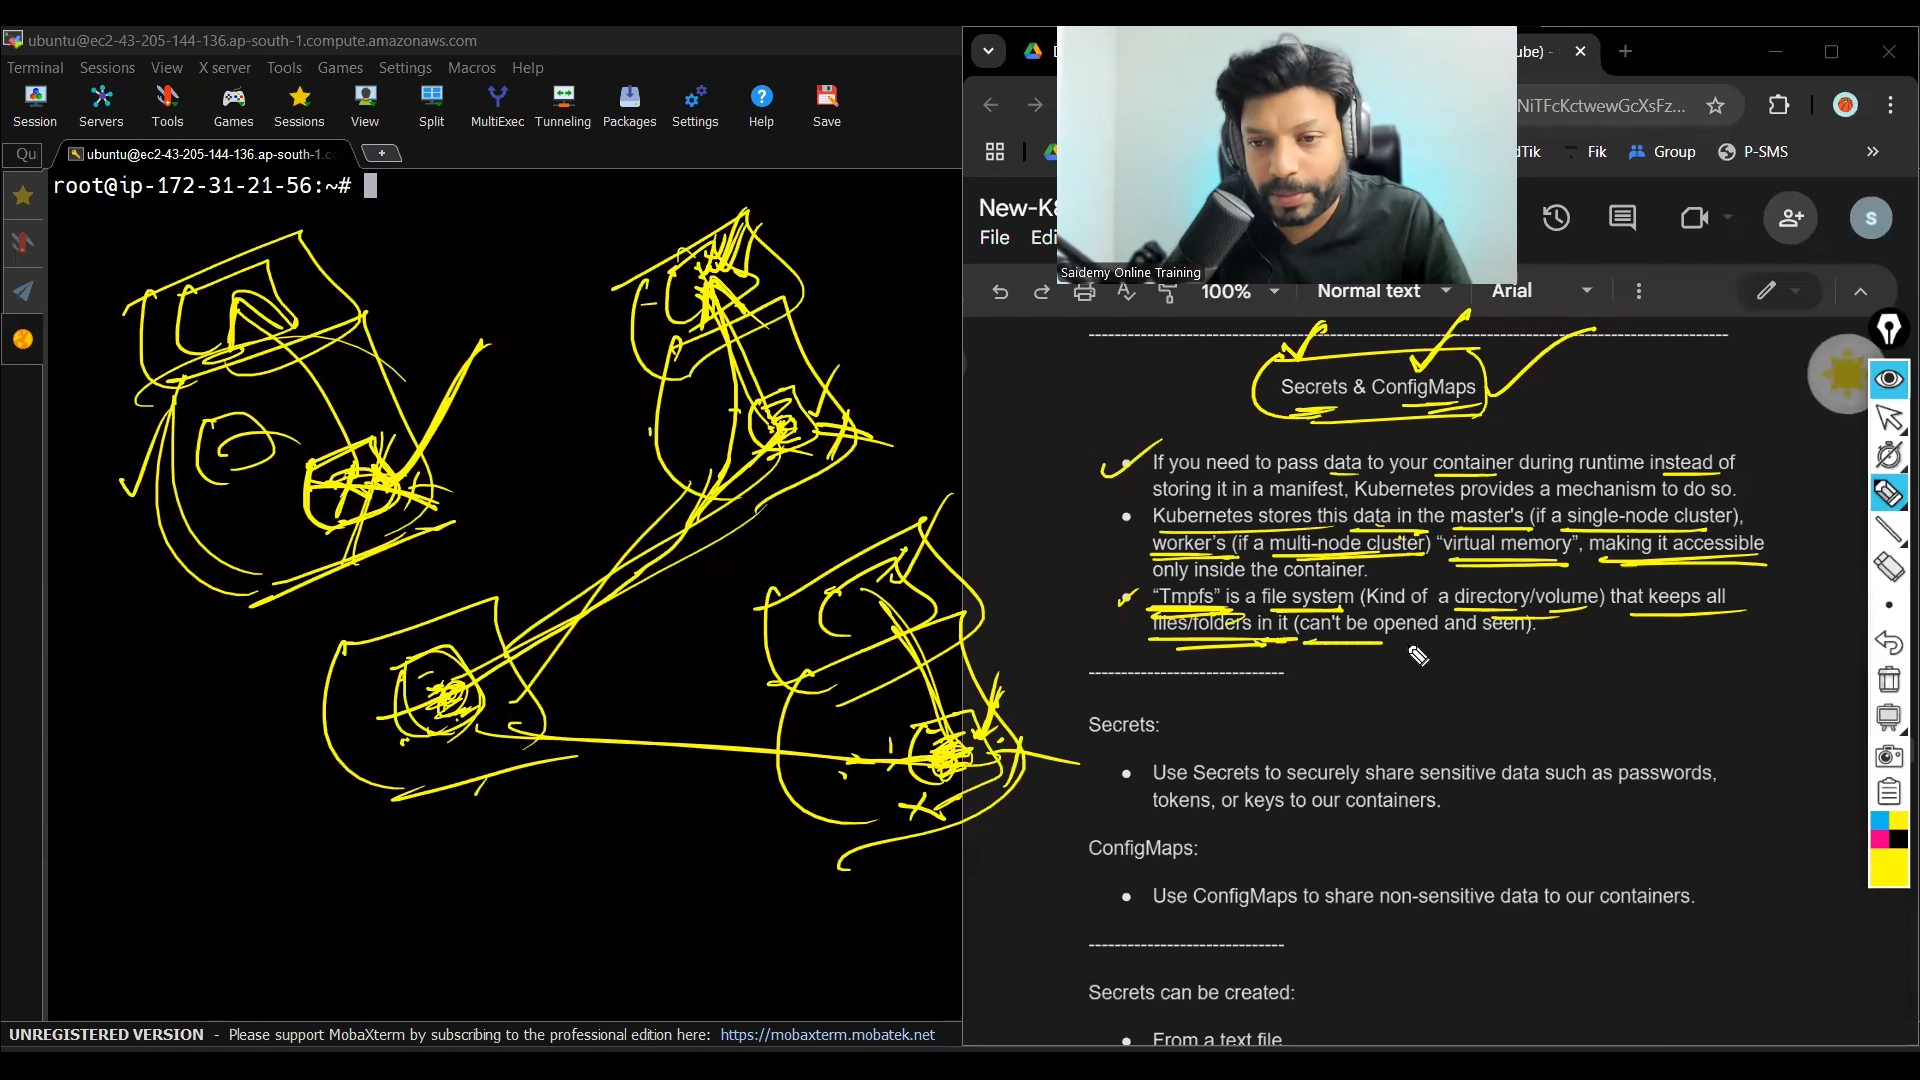 ubuntu@ec2-43-205-144-136.ap-south-1.compute.amazonaws.com
Terminal Sessions View X server Tools Games Settings Macros Help
Session Servers Tools Games Sessions View Split MultiExec Tunneling Packages Settings Help Save
Qu
ubuntu@ec2-43-205-144-136.ap-south-1.cc
root@ip-172-31-21-56:~#
UNREGISTERED VERSION - Please support MobaXterm by subscribing to the professional edition here: https://mobaxterm.mobatek.net
ube) -
NiTFcKctwewGcXsFz...
dTik Fik Group P-SMS
New-K8
File Edi
S
Saidemy Online Training
100% Normal text Arial
--------------------------------------------------------------------------------------------------
Secrets & ConfigMaps
● If you need to pass data to your container during runtime instead of
storing it in a manifest, Kubernetes provides a mechanism to do so.
● Kubernetes stores this data in the master's (if a single-node cluster),
worker's (if a multi-node cluster) “virtual memory”, making it accessible
only inside the container.
● “Tmpfs” is a file system (Kind of a directory/volume) that keeps all
files/folders in it (can't be opened and seen).
------------------------------
Secrets:
● Use Secrets to securely share sensitive data such as passwords,
tokens, or keys to our containers.
ConfigMaps:
● Use ConfigMaps to share non-sensitive data to our containers.
------------------------------
Secrets can be created:
● From a text file